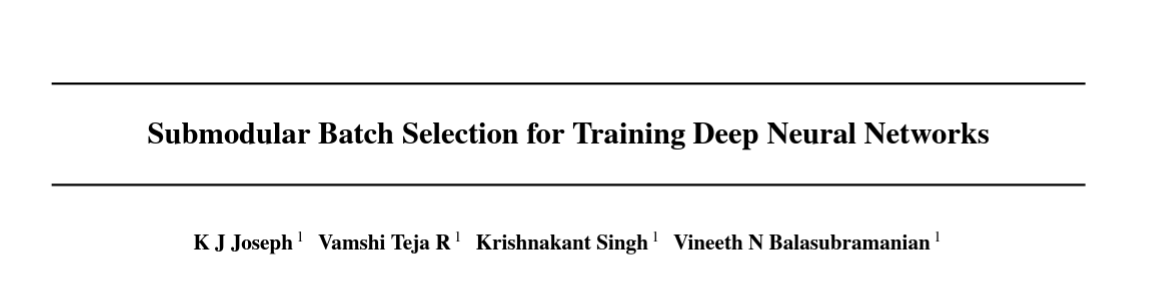 Submodular Batch Selection for Training Deep Neural Networks
K J Joseph 1 Vamshi Teja R 1 Krishnakant Singh 1 Vineeth N Balasubramanian 1